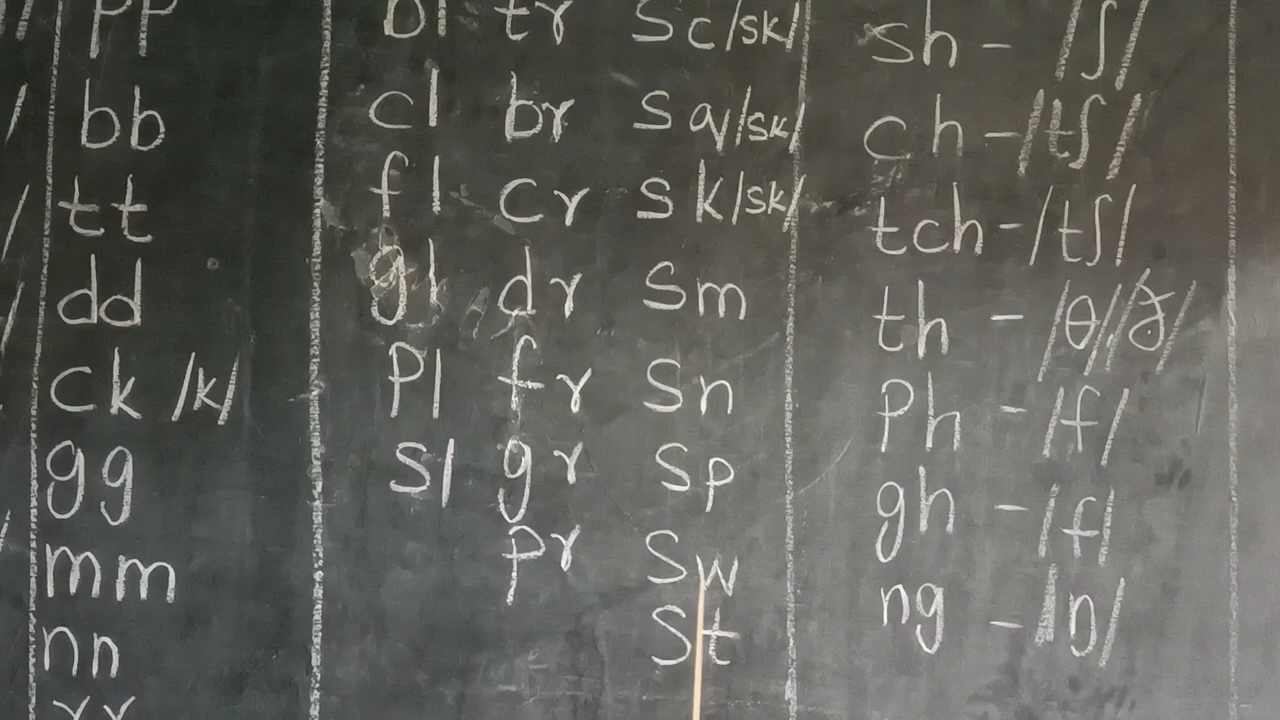 pp
bb
tt
dd
ck /k/
gg
mm
nn
rr
bl tr sc/sk/
cl br sq/sk/
fl cr sk/sk/
gl dr sm
pl fr sn
sl gr sp
pr sw
st
sh - /ʃ/
ch - /tʃ/
tch - /tʃ/
th - /θ/ /ð/
ph - /f/
gh - /f/
ng - /ŋ/